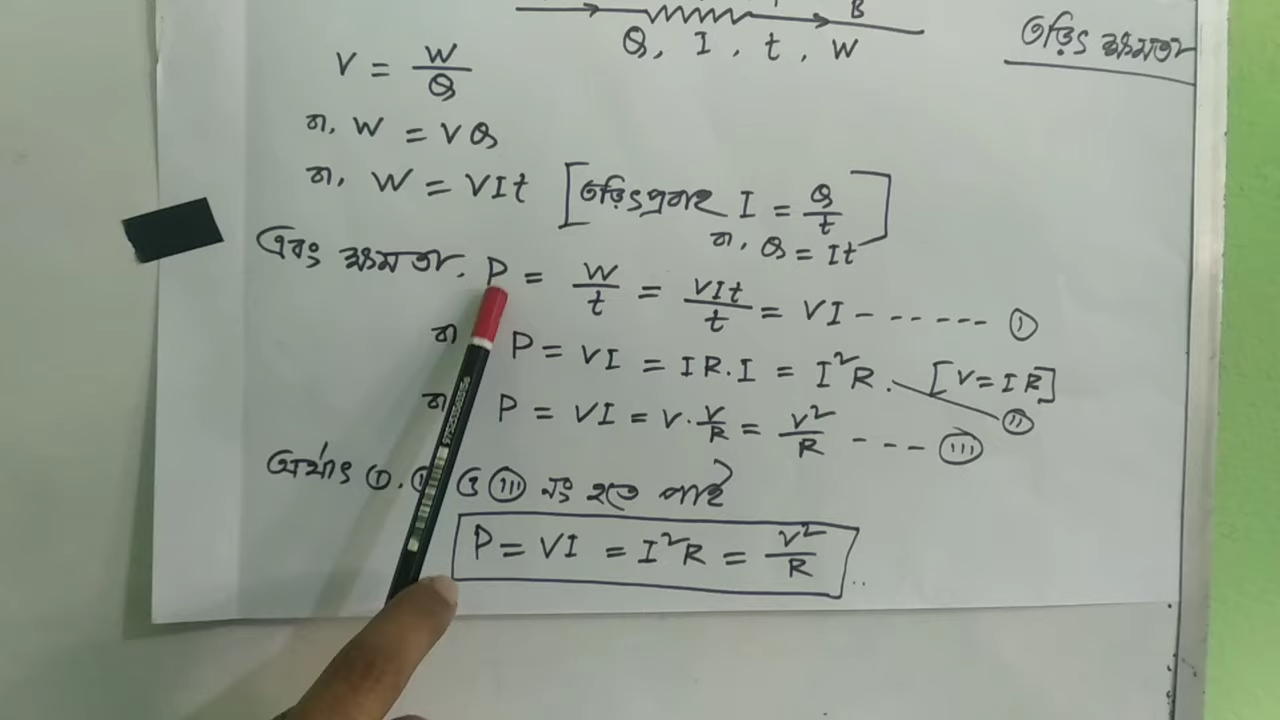 B
তড়িৎ ক্ষমতা
Q, I, t, W
V = W/Q
বা, W = VQ
বা, W = VIt [তড়িৎপ্রবাহ I = Q/t
বা, Q = It]
এবং ক্ষমতা, P = W/t = VIt/t = VI ------ (i)
বা P = VI = IR.I = I²R. [V = IR] (ii)
বা P = VI = V.V/R = V²/R --- (iii)
অর্থাৎ (i), ও (iii) নং হতে পাই
P = VI = I²R = V²/R